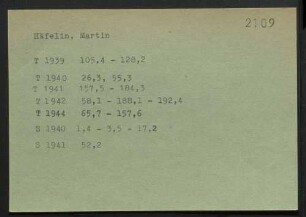 2109
Häfelin, Martin
T 1939 105,4 - 128,2
T 1940 26,3, 55,3
T 1941 157,5 - 184,3
T 1942 58,1 - 188,1 - 192,4
T 1944 65,7 - 157,6
B 1940 1,4 - 3,5 - 17,2
B 1941 52,2